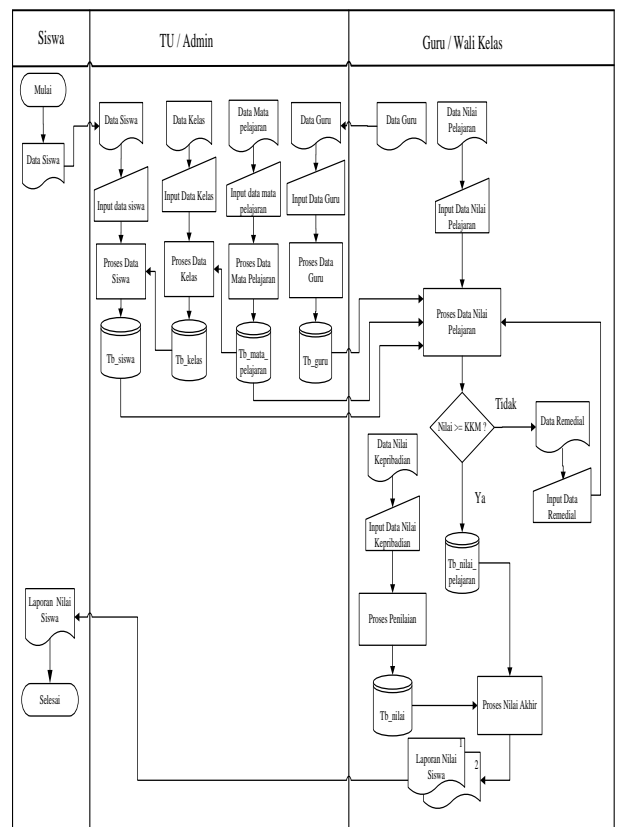 Siswa
TU / Admin
Guru / Wali Kelas
Mulai
Data Siswa
Data Siswa
Data Kelas
Data Mata
pelajaran
Data Guru
Data Guru
Data Nilai
Pelajaran
Input data siswa
Input Data Kelas
Input data mata
pelajaran
Input Data Guru
Input Data Nilai
Pelajaran
Proses Data
Siswa
Proses Data
Kelas
Proses Data
Mata Pelajaran
Proses Data
Guru
Proses Data Nilai
Pelajaran
Tb_siswa
Tb_kelas
Tb_mata_
pelajaran
Tb_guru
Nilai >= KKM ?
Tidak
Data Remedial
Input Data
Remedial
Ya
Data Nilai
Kepribadian
Input Data Nilai
Kepribadian
Tb_nilai_
pelajaran
Proses Penilaian
Laporan Nilai
Siswa
Selesai
Tb_nilai
Proses Nilai Akhir
Laporan Nilai
Siswa
1
2